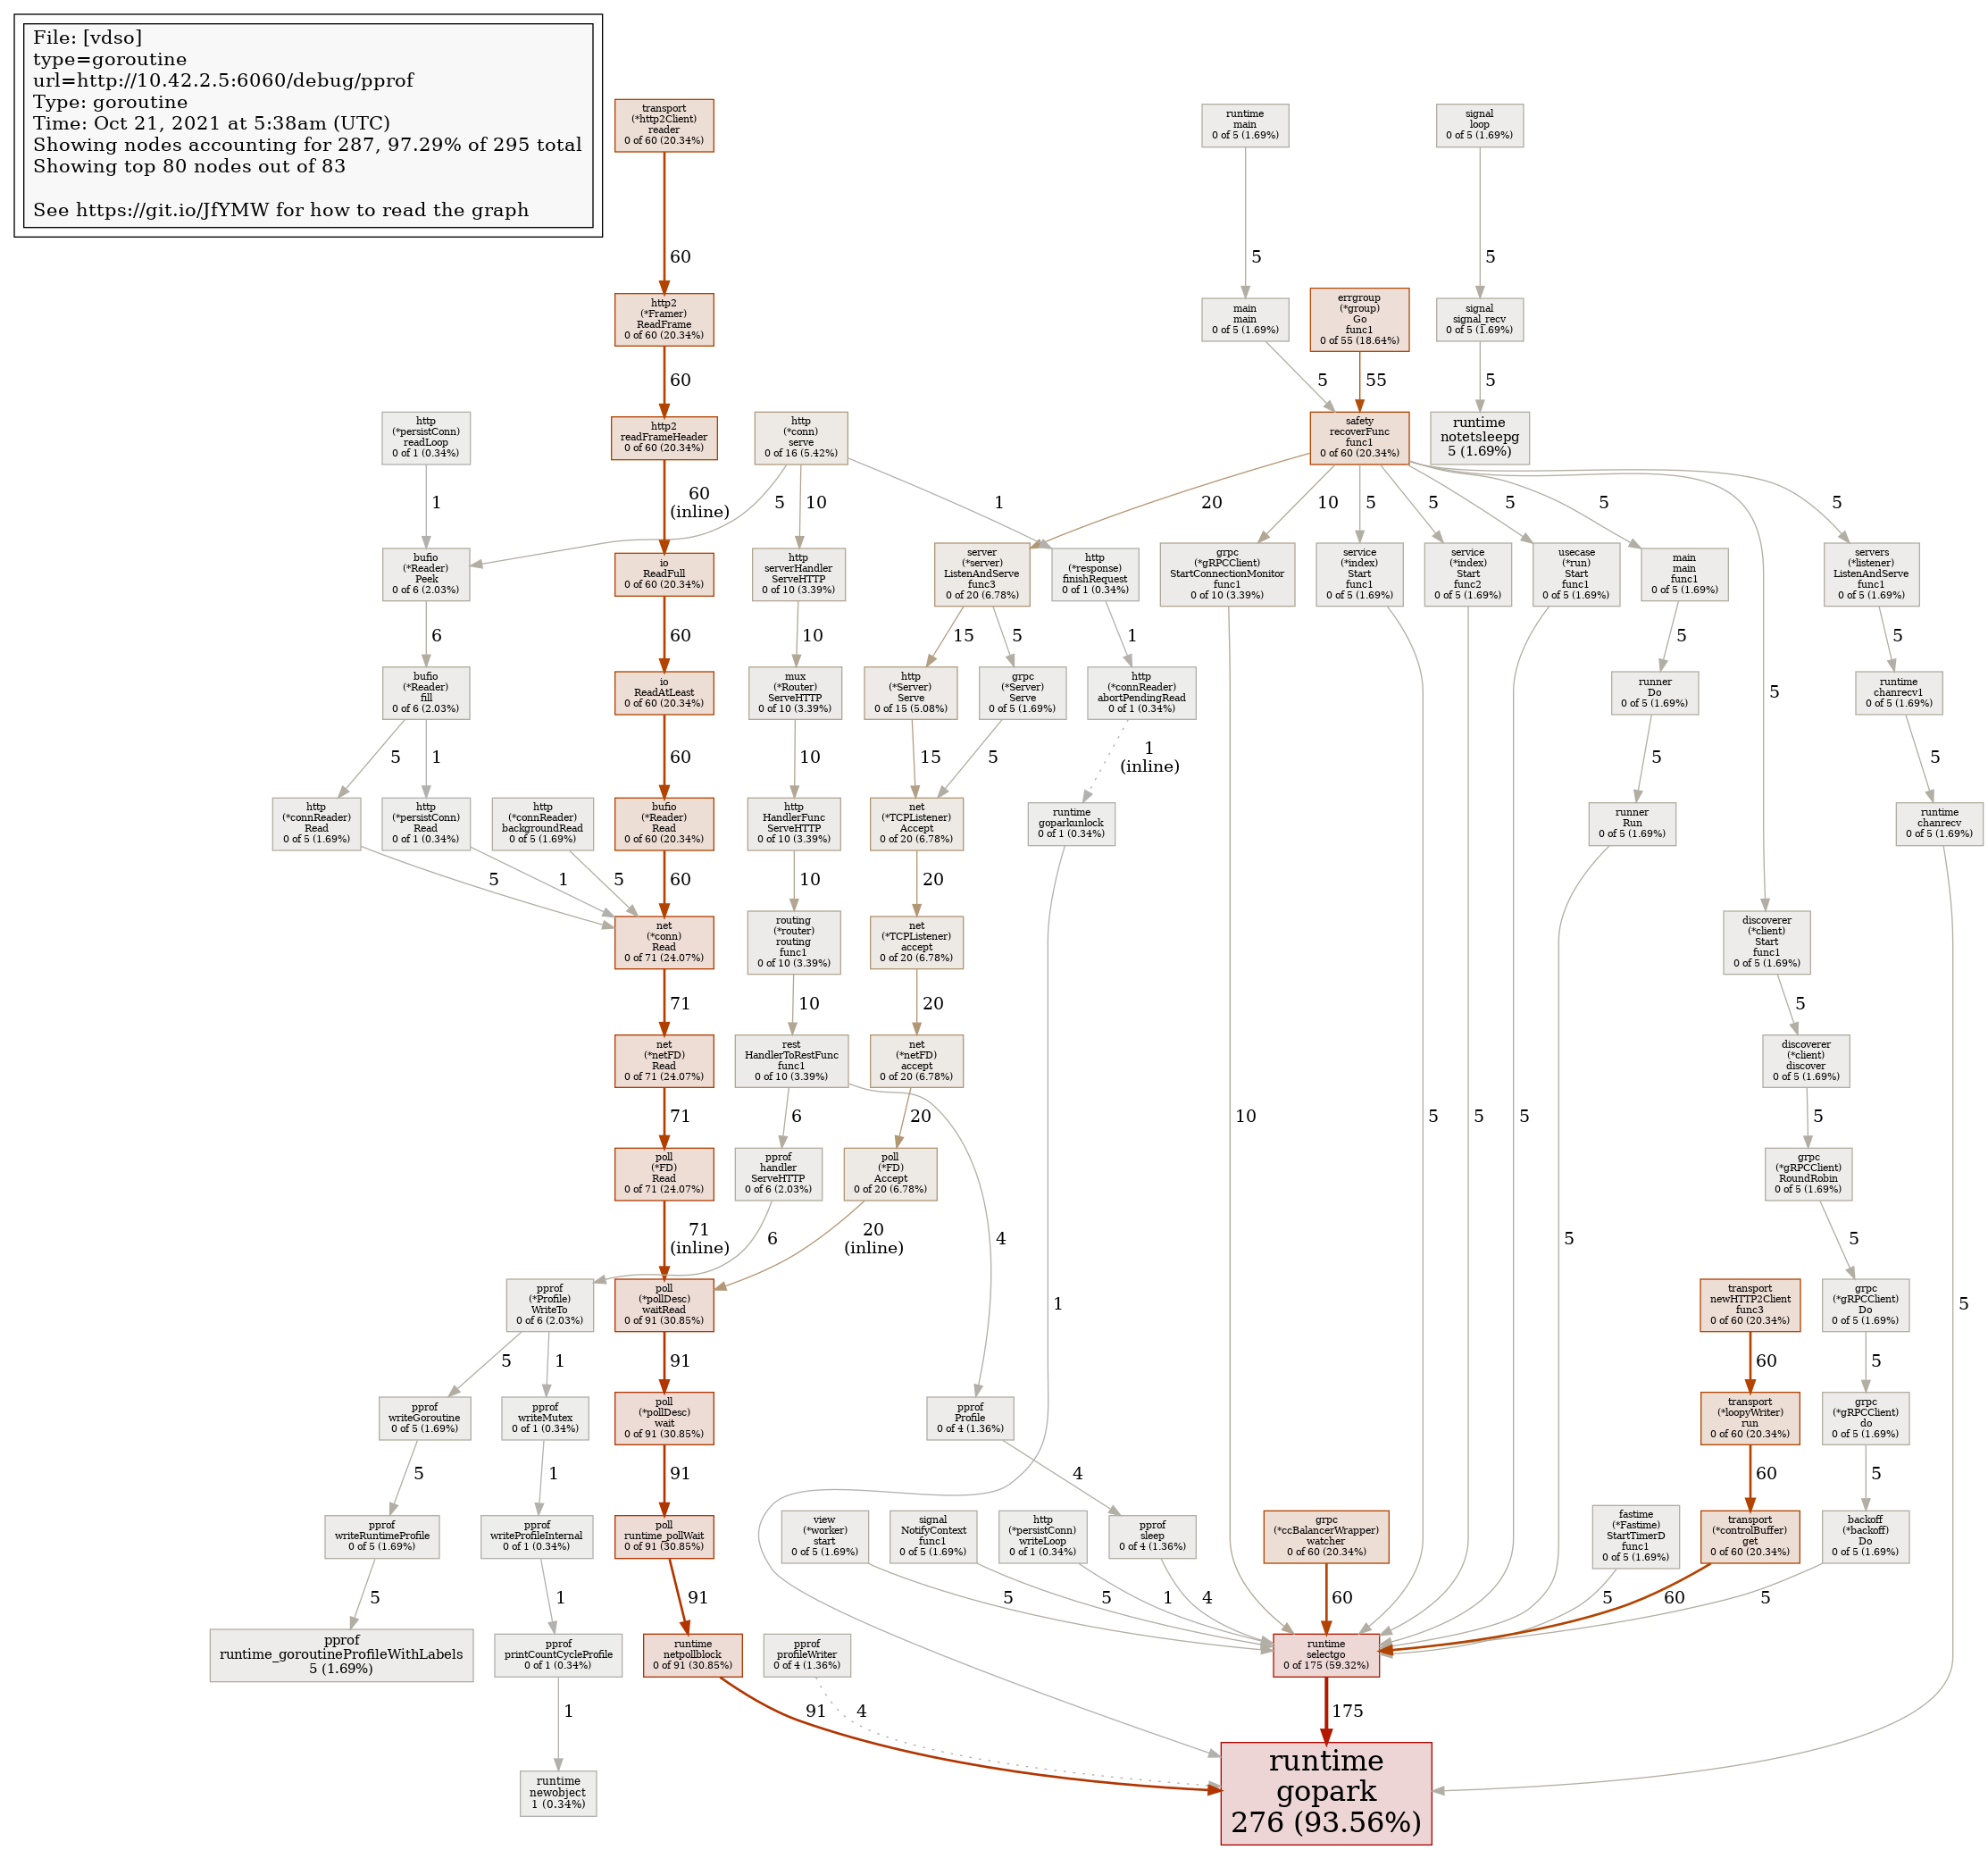 File: [vdso]
type=goroutine
url=http://10.42.2.5:6060/debug/pprof
Type: goroutine
Time: Oct 21, 2021 at 5:38am (UTC)
Showing nodes accounting for 287, 97.29% of 295 total
Showing top 80 nodes out of 83
See https://git.io/JfYMW for how to read the graph
transport
(*http2Client)
reader
0 of 60 (20.34%)
runtime
main
0 of 5 (1.69%)
signal
loop
0 of 5 (1.69%)
60
5
5
http2
(*Framer)
ReadFrame
0 of 60 (20.34%)
main
main
0 of 5 (1.69%)
errgroup
(*group)
Go
func1
0 of 55 (18.64%)
signal
signal_recv
0 of 5 (1.69%)
60
5
55
5
http
(*persistConn)
readLoop
0 of 1 (0.34%)
http2
readFrameHeader
0 of 60 (20.34%)
http
(*conn)
serve
0 of 16 (5.42%)
safety
recoverFunc
func1
0 of 60 (20.34%)
runtime
notetsleepg
5 (1.69%)
1
60
(inline)
5
10
1
20
10
5
5
5
5
5
5
bufio
(*Reader)
Peek
0 of 6 (2.03%)
io
ReadFull
0 of 60 (20.34%)
http
serverHandler
ServeHTTP
0 of 10 (3.39%)
server
(*server)
ListenAndServe
func3
0 of 20 (6.78%)
http
(*response)
finishRequest
0 of 1 (0.34%)
grpc
(*gRPCClient)
StartConnectionMonitor
func1
0 of 10 (3.39%)
service
(*index)
Start
func1
0 of 5 (1.69%)
service
(*index)
Start
func2
0 of 5 (1.69%)
usecase
(*run)
Start
func1
0 of 5 (1.69%)
main
main
func1
0 of 5 (1.69%)
servers
(*listener)
ListenAndServe
func1
0 of 5 (1.69%)
6
60
10
15
5
1
5
5
bufio
(*Reader)
fill
0 of 6 (2.03%)
io
ReadAtLeast
0 of 60 (20.34%)
mux
(*Router)
ServeHTTP
0 of 10 (3.39%)
http
(*Server)
Serve
0 of 15 (5.08%)
grpc
(*Server)
Serve
0 of 5 (1.69%)
http
(*connReader)
abortPendingRead
0 of 1 (0.34%)
runner
Do
0 of 5 (1.69%)
runtime
chanrecv1
0 of 5 (1.69%)
5
1
60
10
15
5
1
(inline)
5
5
http
(*connReader)
Read
0 of 5 (1.69%)
http
(*persistConn)
Read
0 of 1 (0.34%)
http
(*connReader)
backgroundRead
0 of 5 (1.69%)
bufio
(*Reader)
Read
0 of 60 (20.34%)
http
HandlerFunc
ServeHTTP
0 of 10 (3.39%)
net
(*TCPListener)
Accept
0 of 20 (6.78%)
runtime
goparkunlock
0 of 1 (0.34%)
runner
Run
0 of 5 (1.69%)
runtime
chanrecv
0 of 5 (1.69%)
5
1
5
60
10
20
net
(*conn)
Read
0 of 71 (24.07%)
routing
(*router)
routing
func1
0 of 10 (3.39%)
net
(*TCPListener)
accept
0 of 20 (6.78%)
discoverer
(*client)
Start
func1
0 of 5 (1.69%)
71
10
20
5
net
(*netFD)
Read
0 of 71 (24.07%)
rest
HandlerToRestFunc
func1
0 of 10 (3.39%)
net
(*netFD)
accept
0 of 20 (6.78%)
discoverer
(*client)
discover
0 of 5 (1.69%)
71
6
20
10
5
5
5
5
poll
(*FD)
Read
0 of 71 (24.07%)
pprof
handler
ServeHTTP
0 of 6 (2.03%)
poll
(*FD)
Accept
0 of 20 (6.78%)
grpc
(*gRPCClient)
RoundRobin
0 of 5 (1.69%)
71
(inline)
6
20
(inline)
4
5
5
pprof
(*Profile)
WriteTo
0 of 6 (2.03%)
poll
(*pollDesc)
waitRead
0 of 91 (30.85%)
1
transport
newHTTP2Client
func3
0 of 60 (20.34%)
grpc
(*gRPCClient)
Do
0 of 5 (1.69%)
5
5
1
91
60
5
pprof
writeGoroutine
0 of 5 (1.69%)
pprof
writeMutex
0 of 1 (0.34%)
poll
(*pollDesc)
wait
0 of 91 (30.85%)
pprof
Profile
0 of 4 (1.36%)
transport
(*loopyWriter)
run
0 of 60 (20.34%)
grpc
(*gRPCClient)
do
0 of 5 (1.69%)
5
1
91
4
60
5
pprof
writeRuntimeProfile
0 of 5 (1.69%)
pprof
writeProfileInternal
0 of 1 (0.34%)
poll
runtime_pollWait
0 of 91 (30.85%)
view
(*worker)
start
0 of 5 (1.69%)
signal
NotifyContext
func1
0 of 5 (1.69%)
http
(*persistConn)
writeLoop
0 of 1 (0.34%)
pprof
sleep
0 of 4 (1.36%)
grpc
(*ccBalancerWrapper)
watcher
0 of 60 (20.34%)
fastime
(*Fastime)
StartTimerD
func1
0 of 5 (1.69%)
transport
(*controlBuffer)
get
0 of 60 (20.34%)
backoff
(*backoff)
Do
0 of 5 (1.69%)
5
1
91
5
5
1
4
60
5
60
5
pprof
runtime_goroutineProfileWithLabels
5 (1.69%)
pprof
printCountCycleProfile
0 of 1 (0.34%)
runtime
netpollblock
0 of 91 (30.85%)
pprof
profileWriter
0 of 4 (1.36%)
runtime
selectgo
0 of 175 (59.32%)
1
91
4
175
runtime
newobject
1 (0.34%)
runtime
gopark
276 (93.56%)